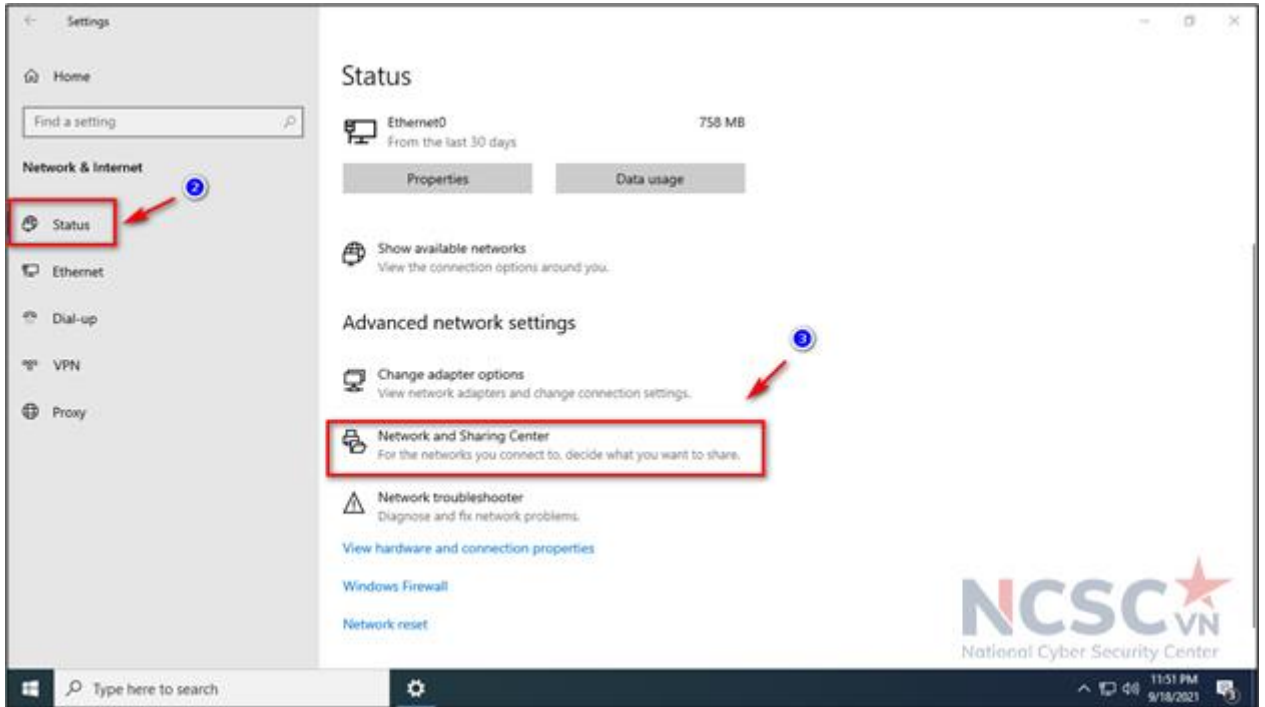 Settings
Home
Find a setting
Network & Internet
2
Status
Ethernet
Dial-up
VPN
Proxy
Status
Ethernet0
758 MB
From the last 30 days
Properties
Data usage
Show available networks
View the connection options around you.
Advanced network settings
3
Change adapter options
View network adapters and change connection settings.
Network and Sharing Center
For the networks you connect to, decide what you want to share.
Network troubleshooter
Diagnose and fix network problems.
View hardware and connection properties
Windows Firewall
Network reset
NCSC
VN
National Cyber Security Center
Type here to search
11:51 PM
9/18/2021
3